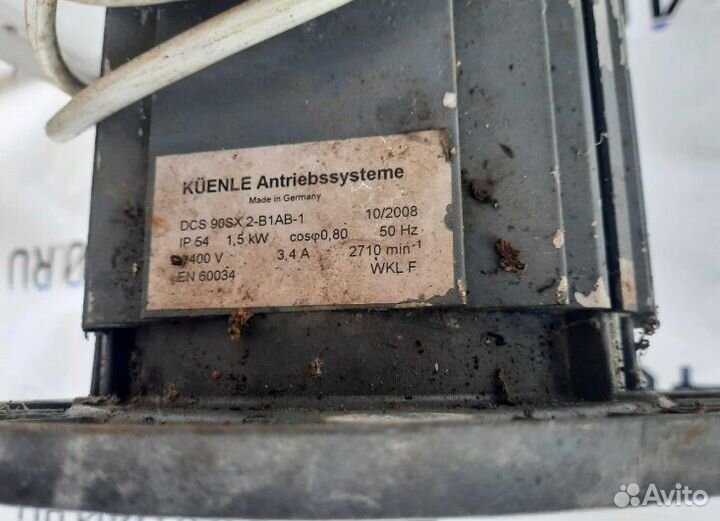 KÜENLE Antriebssysteme
Made in Germany
DCS 90SX 2-B1AB-1 10/2008
IP 54 1,5 kW cosφ0,80 50 Hz
400 V 3,4 A 2710 min⁻¹
EN 60034 WKL F
.RU
Avito